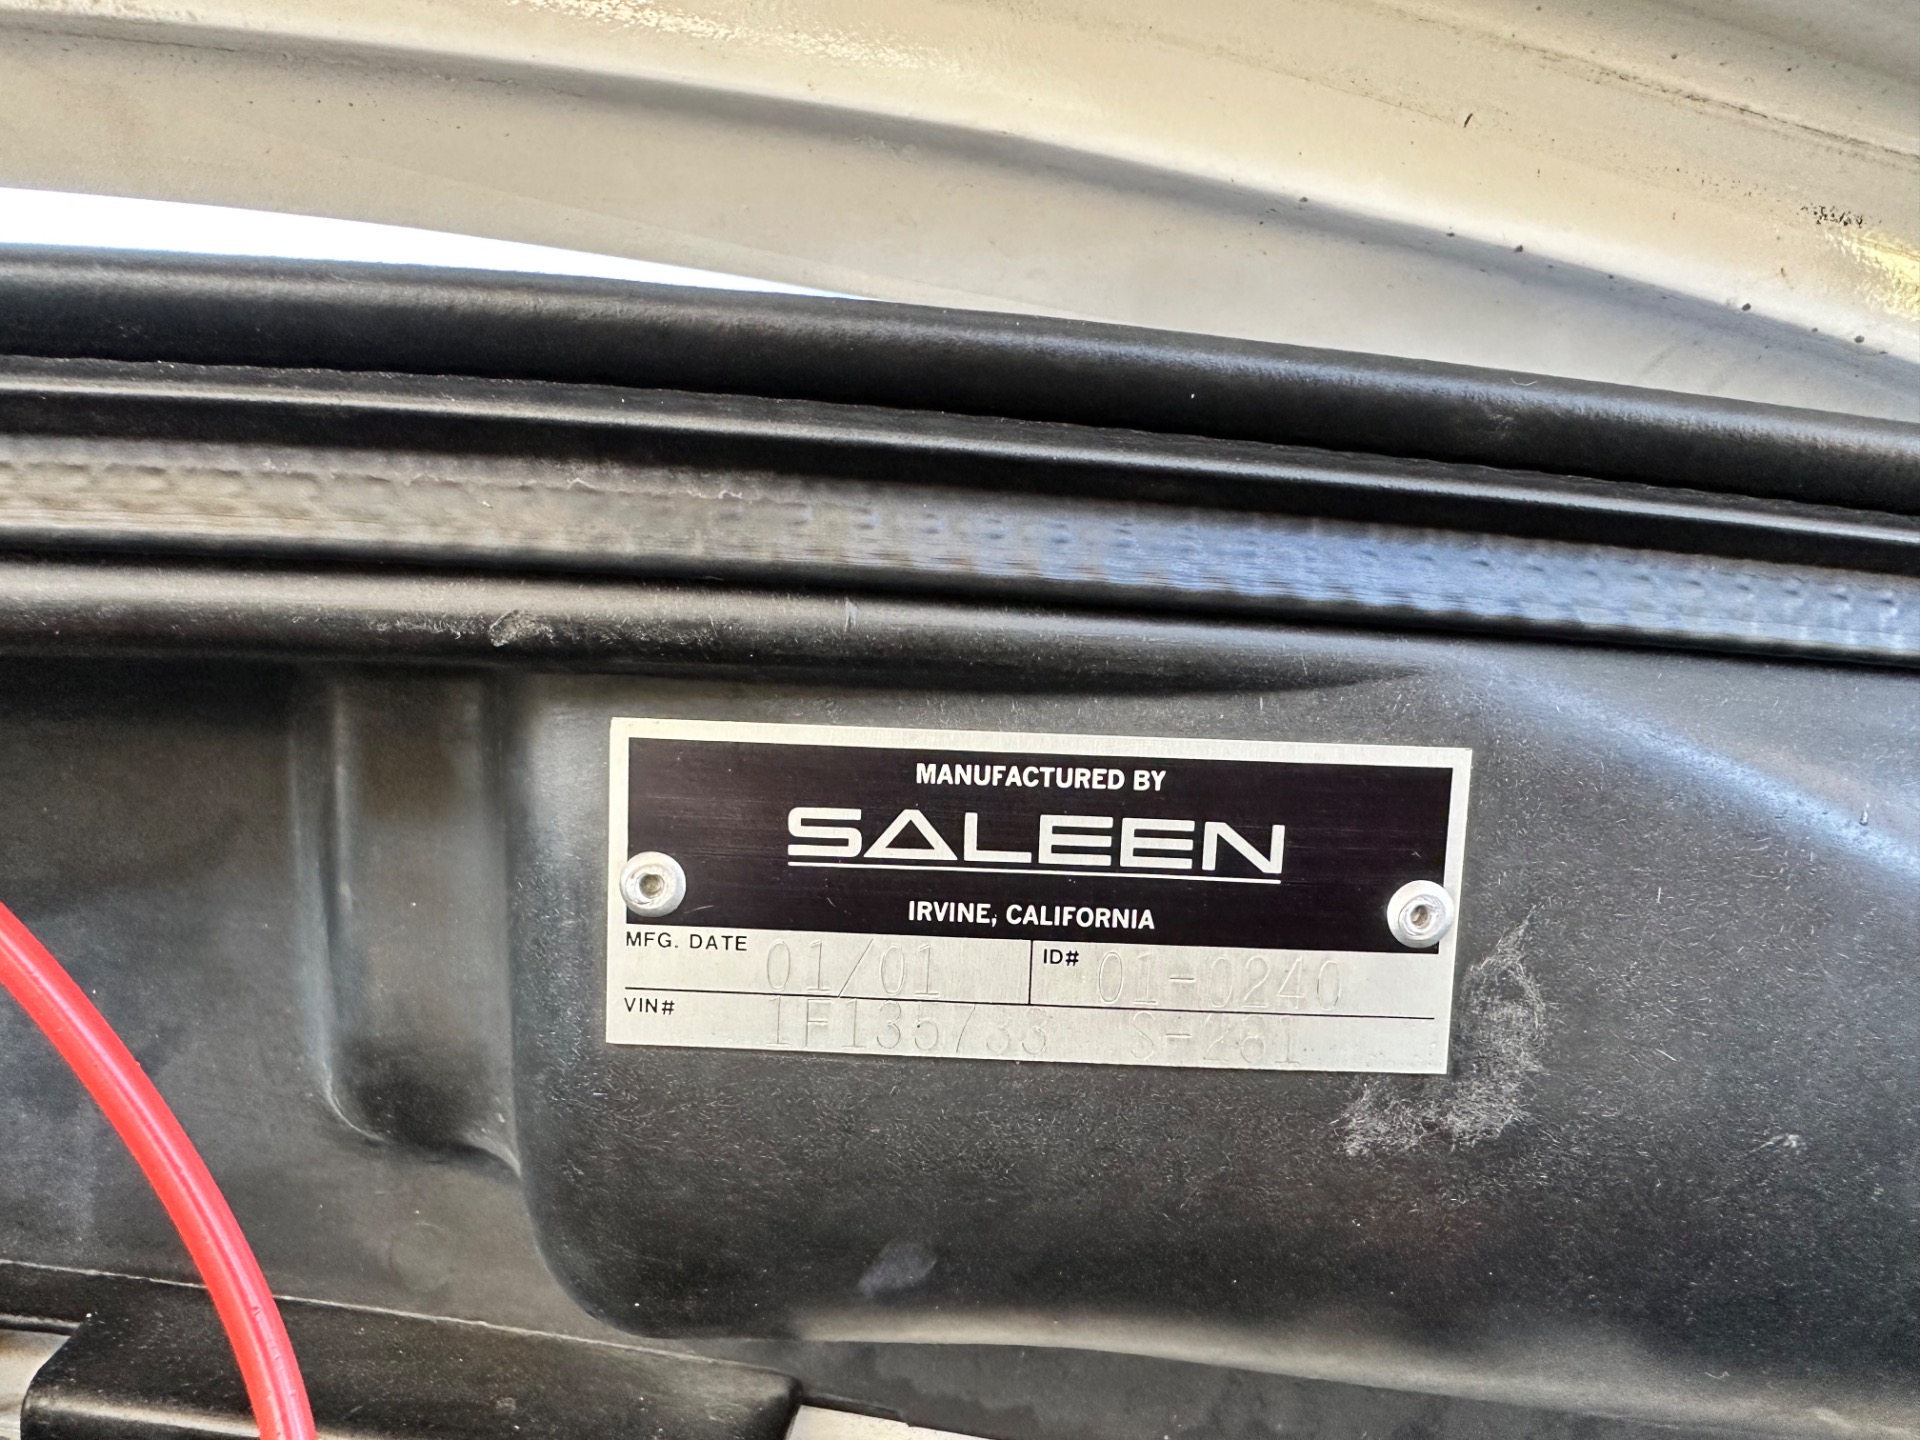 MANUFACTURED BY
SALEEN
IRVINE, CALIFORNIA
MFG. DATE 01/01 ID# 01-0240
VIN# 1F135733 S-281